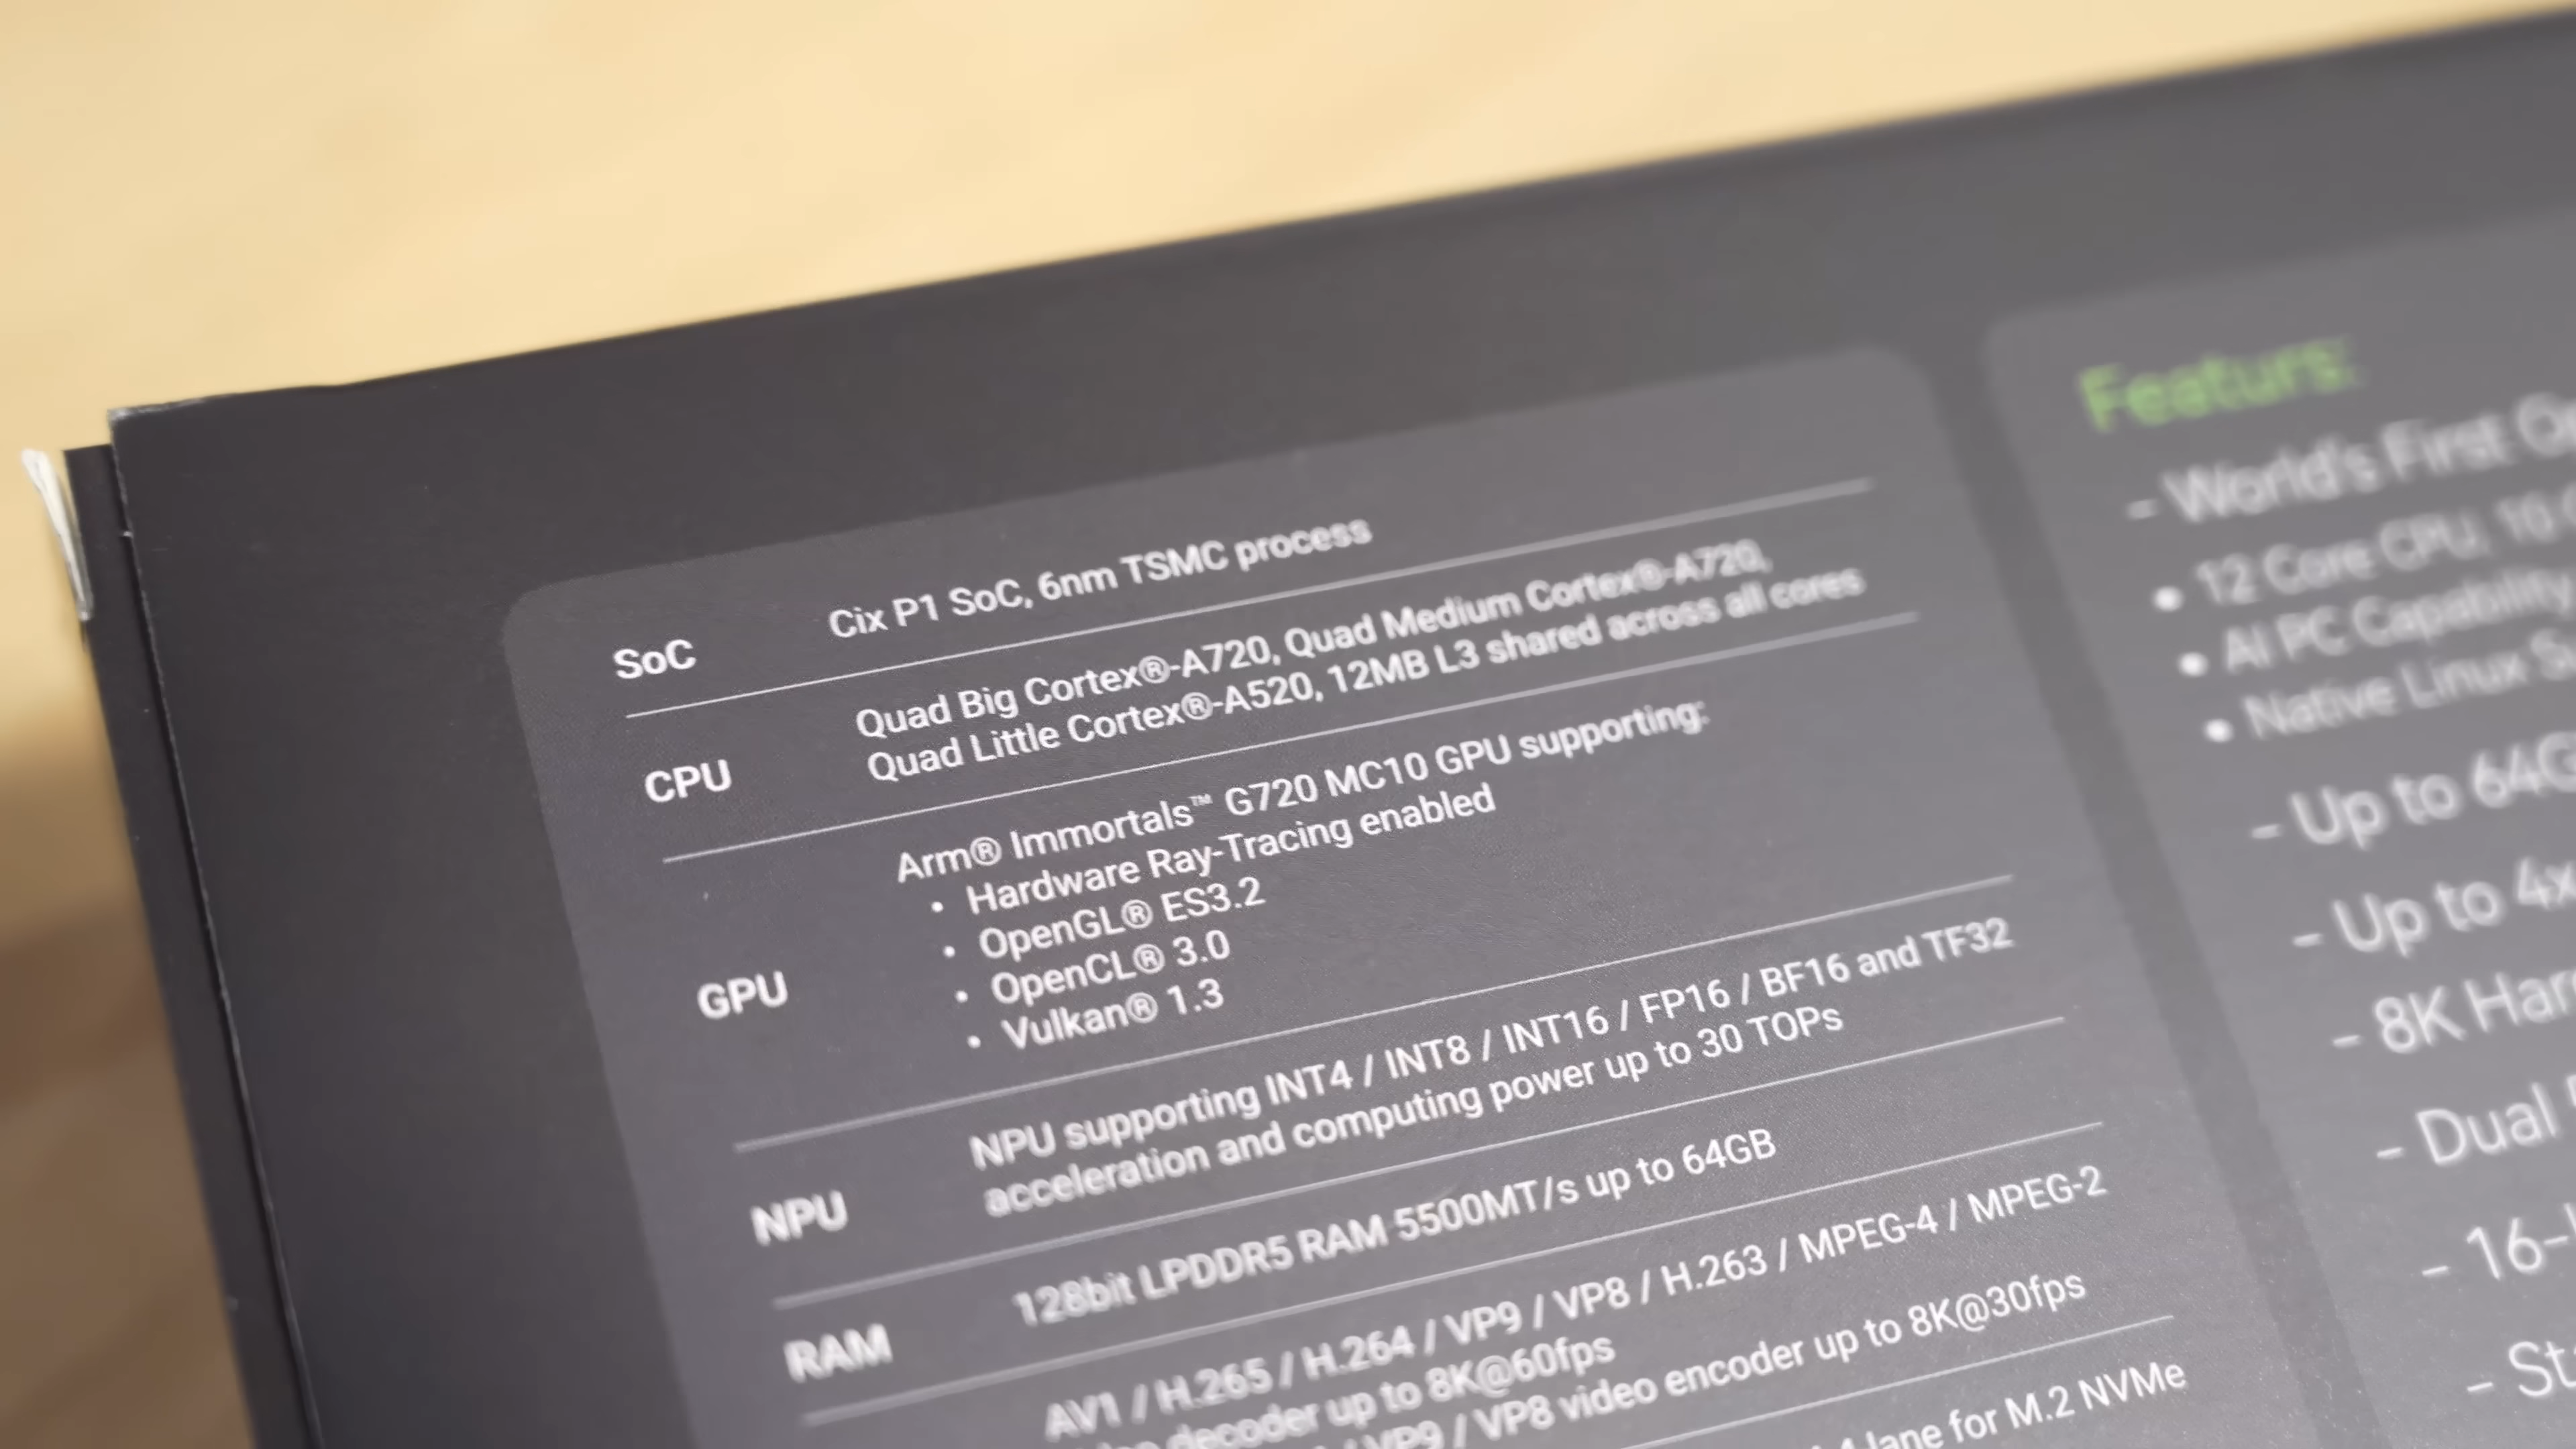 SoC
Cix P1 SoC, 6nm TSMC process
CPU
Quad Big Cortex®-A720, Quad Medium Cortex®-A720,
Quad Little Cortex®-A520, 12MB L3 shared across all cores
GPU
Arm® Immortals™ G720 MC10 GPU supporting:
• Hardware Ray-Tracing enabled
• OpenGL® ES3.2
• OpenCL® 3.0
• Vulkan® 1.3
NPU
NPU supporting INT4 / INT8 / INT16 / FP16 / BF16 and TF32
acceleration and computing power up to 30 TOPs
RAM
128bit LPDDR5 RAM 5500MT/s up to 64GB
AV1 / H.265 / H.264 / VP9 / VP8 / H.263 / MPEG-4 / MPEG-2
decoder up to 8K@60fps
/ VP9 / VP8 video encoder up to 8K@30fps
lane for M.2 NVMe
Featurs:
- World's First
• 12 Core CPU, 10
• AI PC Capability
• Native Linux
- Up to 64G
- Up to 4x
- 8K Har
- Dual
- 16-
- St